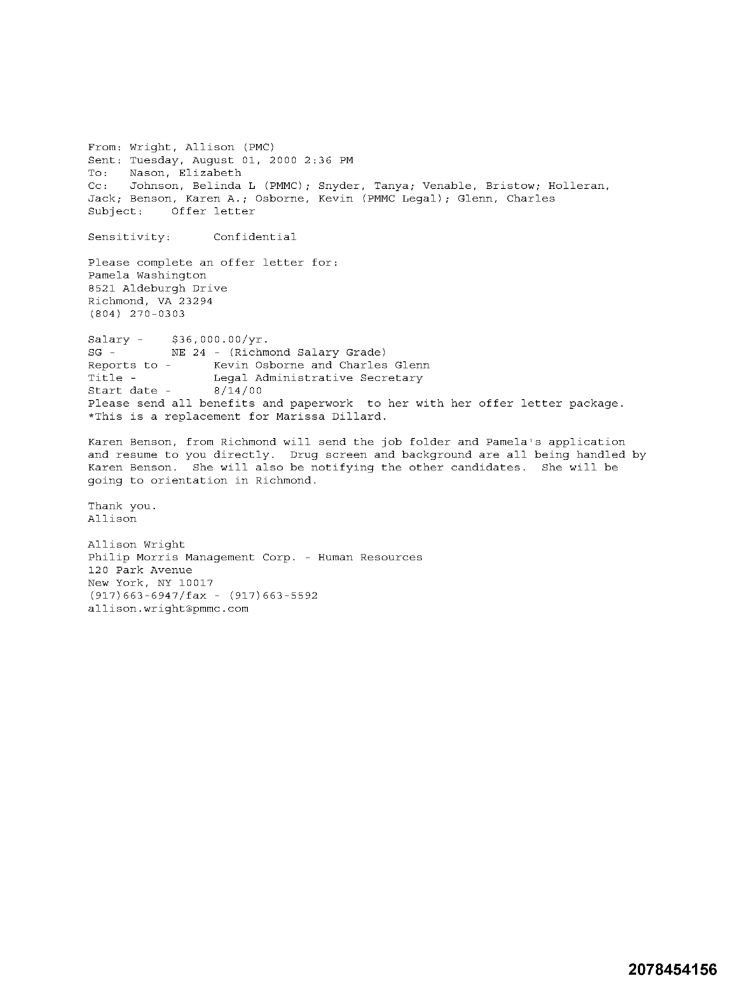 From: Wright, Allison (PMC)
Sent: Tuesday, August 01, 2000 2:36 PM
To: Nason, Elizabeth
Cc: Johnson, Belinda L (PMMC); Snyder, Tanya; Venable, Bristow; Holleran,
Jack; Benson, Karen A.; Osborne, Kevin (PMMC Legal); Glenn, Charles
Subject: Offer letter
Sensitivity: Confidential
Please complete an offer letter for:
Pamela Washington
8521 Aldeburgh Drive
Richmond, VA 23294
(804) 270-0303
Salary - $36,000.00/yr.
SG - NE 24 - (Richmond Salary Grade)
Reports to - Kevin Osborne and Charles Glenn
Title - Legal Administrative Secretary
Start date - 8/14/00
Please send all benefits and paperwork to her with her offer letter package.
*This is a replacement for Marissa Dillard.
Karen Benson, from Richmond will send the job folder and Pamela's application
and resume to you directly. Drug screen and background are all being handled by
Karen Benson. She will also be notifying the other candidates. She will be
going to orientation in Richmond.
Thank you.
Allison
Allison Wright
Philip Morris Management Corp. - Human Resources
120 Park Avenue
New York, NY 10017
(917)663-6947/fax - (917)663-5592
allison.wright@pmmc.com
2078454156